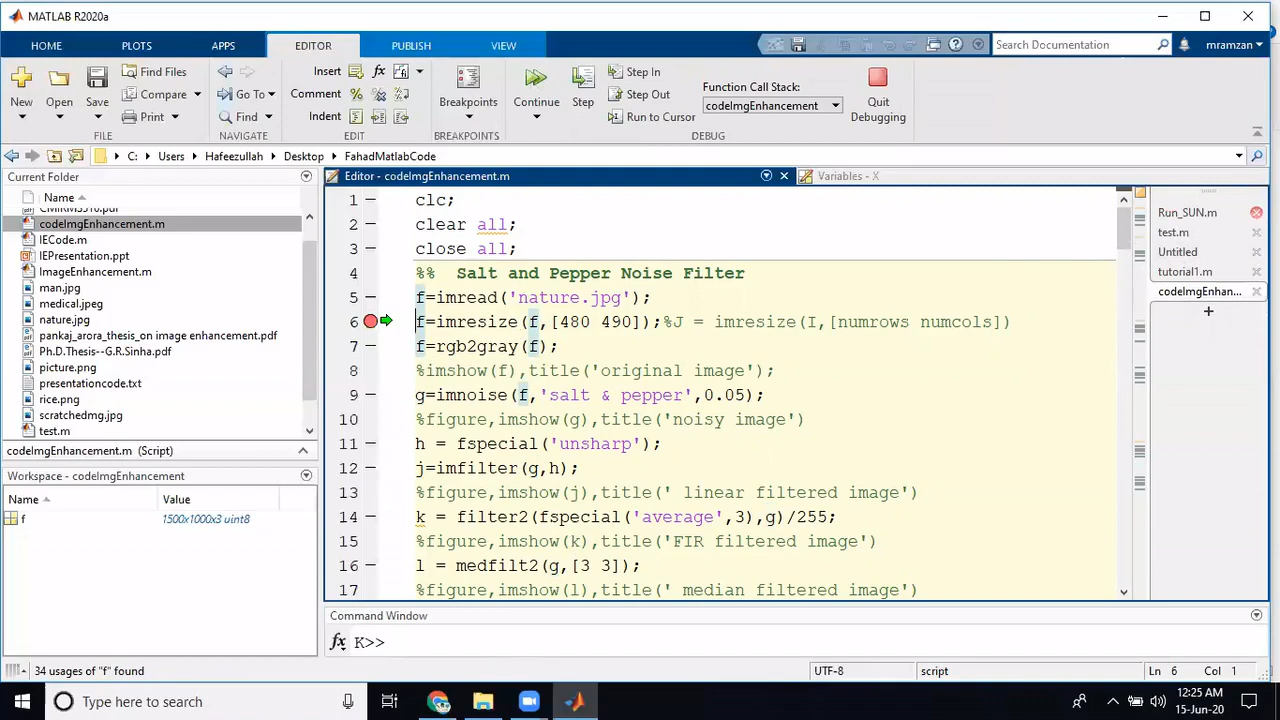 MATLAB R2020a
HOME PLOTS APPS EDITOR PUBLISH VIEW Search Documentation mramzan
New Open Save Find Files Compare Print
Go To Find
Insert fx
Comment
Indent
Breakpoints
Continue Step Step In Step Out Run to Cursor
Function Call Stack:
codeImgEnhancement
Quit Debugging
FILE NAVIGATE EDIT BREAKPOINTS DEBUG
C: Users Hafeezullah Desktop FahadMatlabCode
Current Folder
Name
codeImgEnhancement.m
IECode.m
IEPresentation.ppt
ImageEnhancement.m
man.jpg
medical.jpeg
nature.jpg
pankaj_arora_thesis_on image enhancement.pdf
Ph.D.Thesis--G.R.Sinha.pdf
picture.png
presentationcode.txt
rice.png
scratchedmg.jpg
test.m
codeImgEnhancement.m (Script)
Workspace - codeImgEnhancement
Name Value
f 1500x1000x3 uint8
Editor - codeImgEnhancement.m
Variables - X
1 clc;
2 clear all;
3 close all;
4 %% Salt and Pepper Noise Filter
5 f=imread('nature.jpg');
6 f=imresize(f,[480 490]);%J = imresize(I,[numrows numcols])
7 f=rgb2gray(f);
8 %imshow(f),title('original image');
9 g=imnoise(f,'salt & pepper',0.05);
10 %figure,imshow(g),title('noisy image')
11 h = fspecial('unsharp');
12 j=imfilter(g,h);
13 %figure,imshow(j),title(' linear filtered image')
14 k = filter2(fspecial('average',3),g)/255;
15 %figure,imshow(k),title('FIR filtered image')
16 l = medfilt2(g,[3 3]);
17 %figure,imshow(l),title(' median filtered image')
Run_SUN.m
test.m
Untitled
tutorial1.m
codeImgEnhanc...
Command Window
fx K>>
34 usages of "f" found
UTF-8 script Ln 6 Col 1
Type here to search
12:25 AM
15-Jun-20